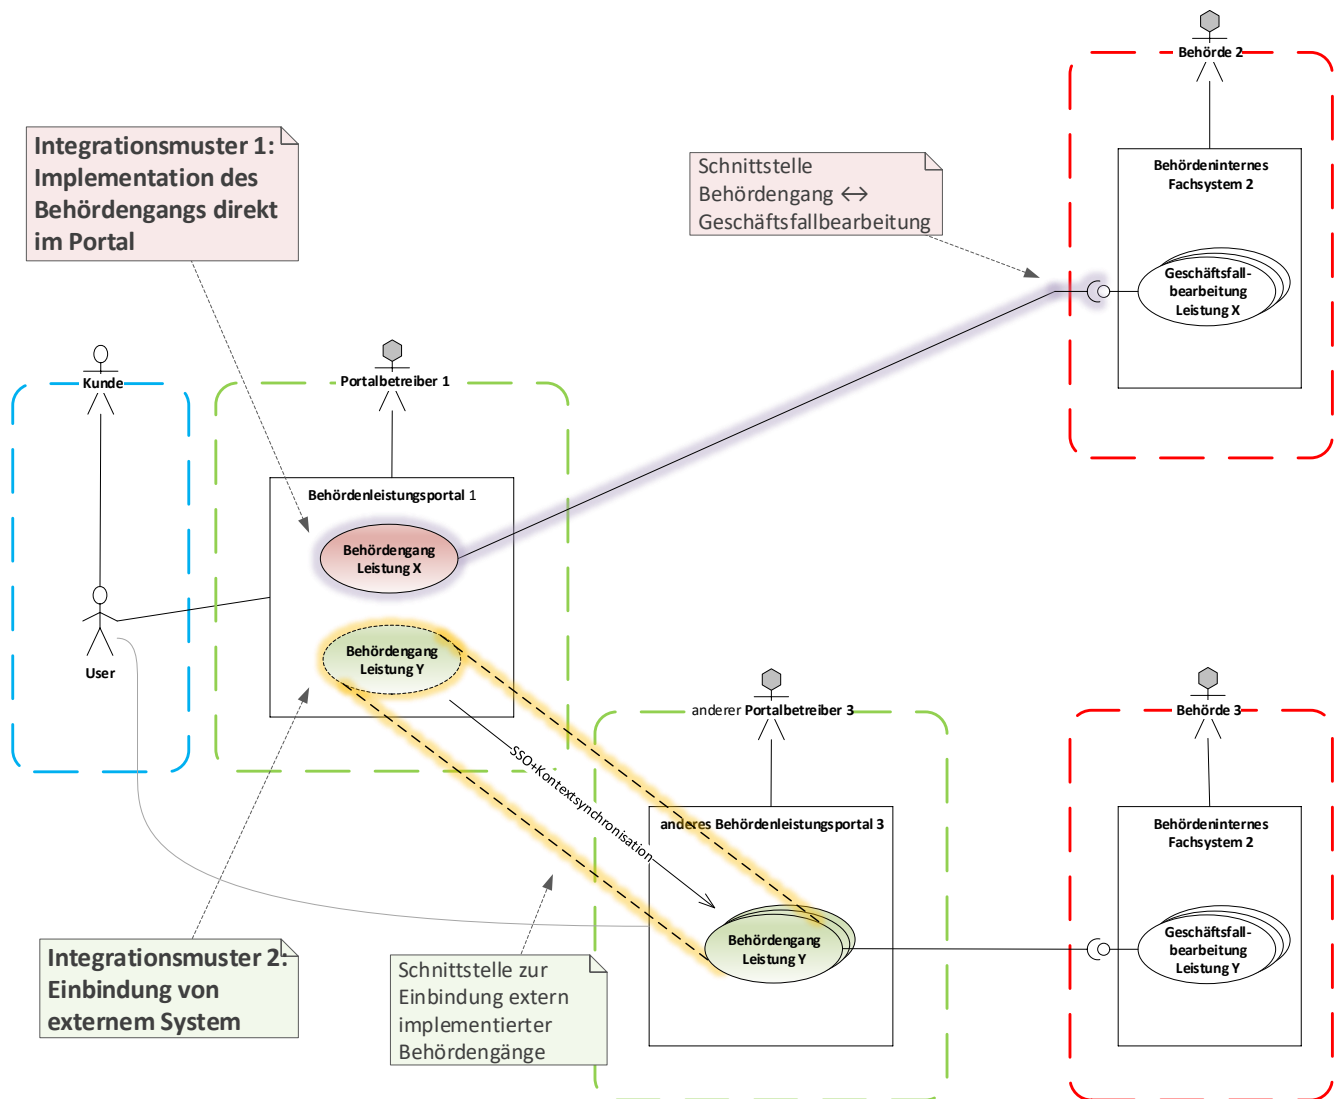 Behörde 2
Integrationsmuster 1:
Implementation des
Behördengangs direkt
im Portal
Schnittstelle
Behördengang ↔
Geschäftsfallbearbeitung
Behördeninternes
Fachsystem 2
Geschäftsfall-
bearbeitung
Leistung X
Kunde
Portalbetreiber 1
Behördenleistungsportal 1
Behördengang
Leistung X
Behördengang
Leistung Y
User
SSO+Kontextsynchronisation
anderer Portalbetreiber 3
Behörde 3
anderes Behördenleistungsportal 3
Behördeninternes
Fachsystem 2
Behördengang
Leistung Y
Geschäftsfall-
bearbeitung
Leistung Y
Integrationsmuster 2:
Einbindung von
externem System
Schnittstelle zur
Einbindung extern
implementierter
Behördengänge